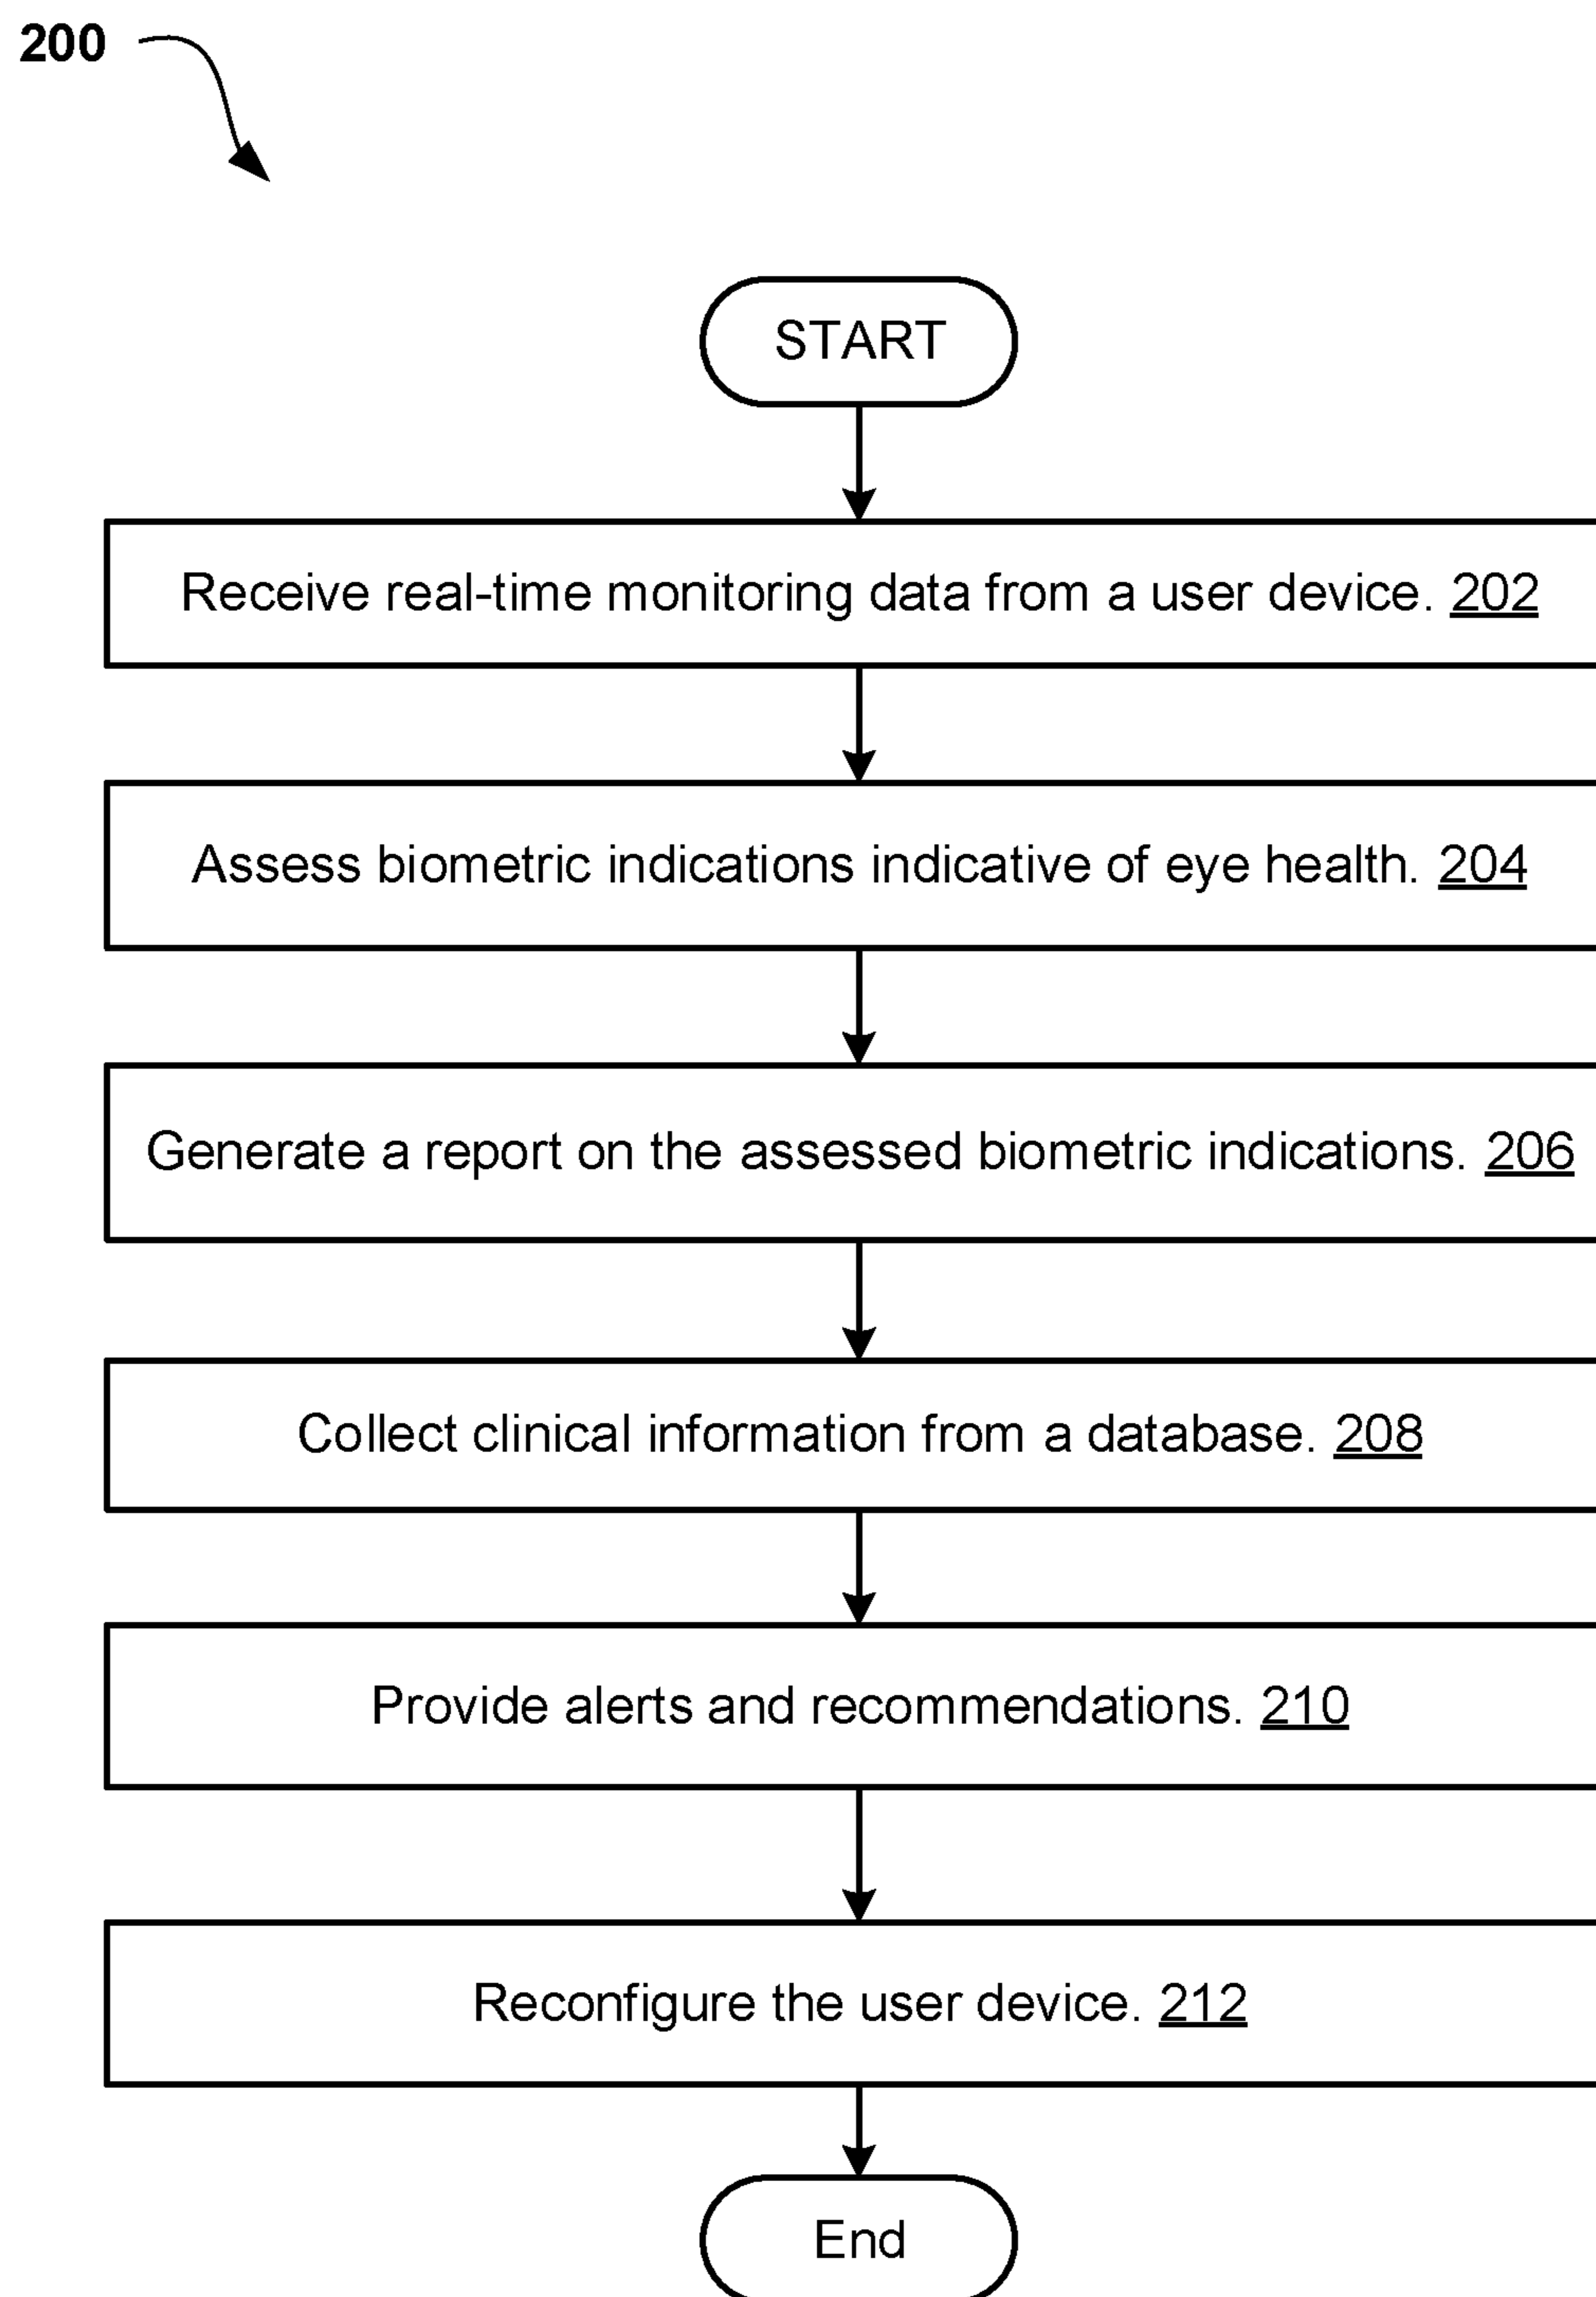 200
START
Receive real-time monitoring data from a user device. 202
Assess biometric indications indicative of eye health. 204
Generate a report on the assessed biometric indications. 206
Collect clinical information from a database. 208
Provide alerts and recommendations. 210
Reconfigure the user device. 212
End